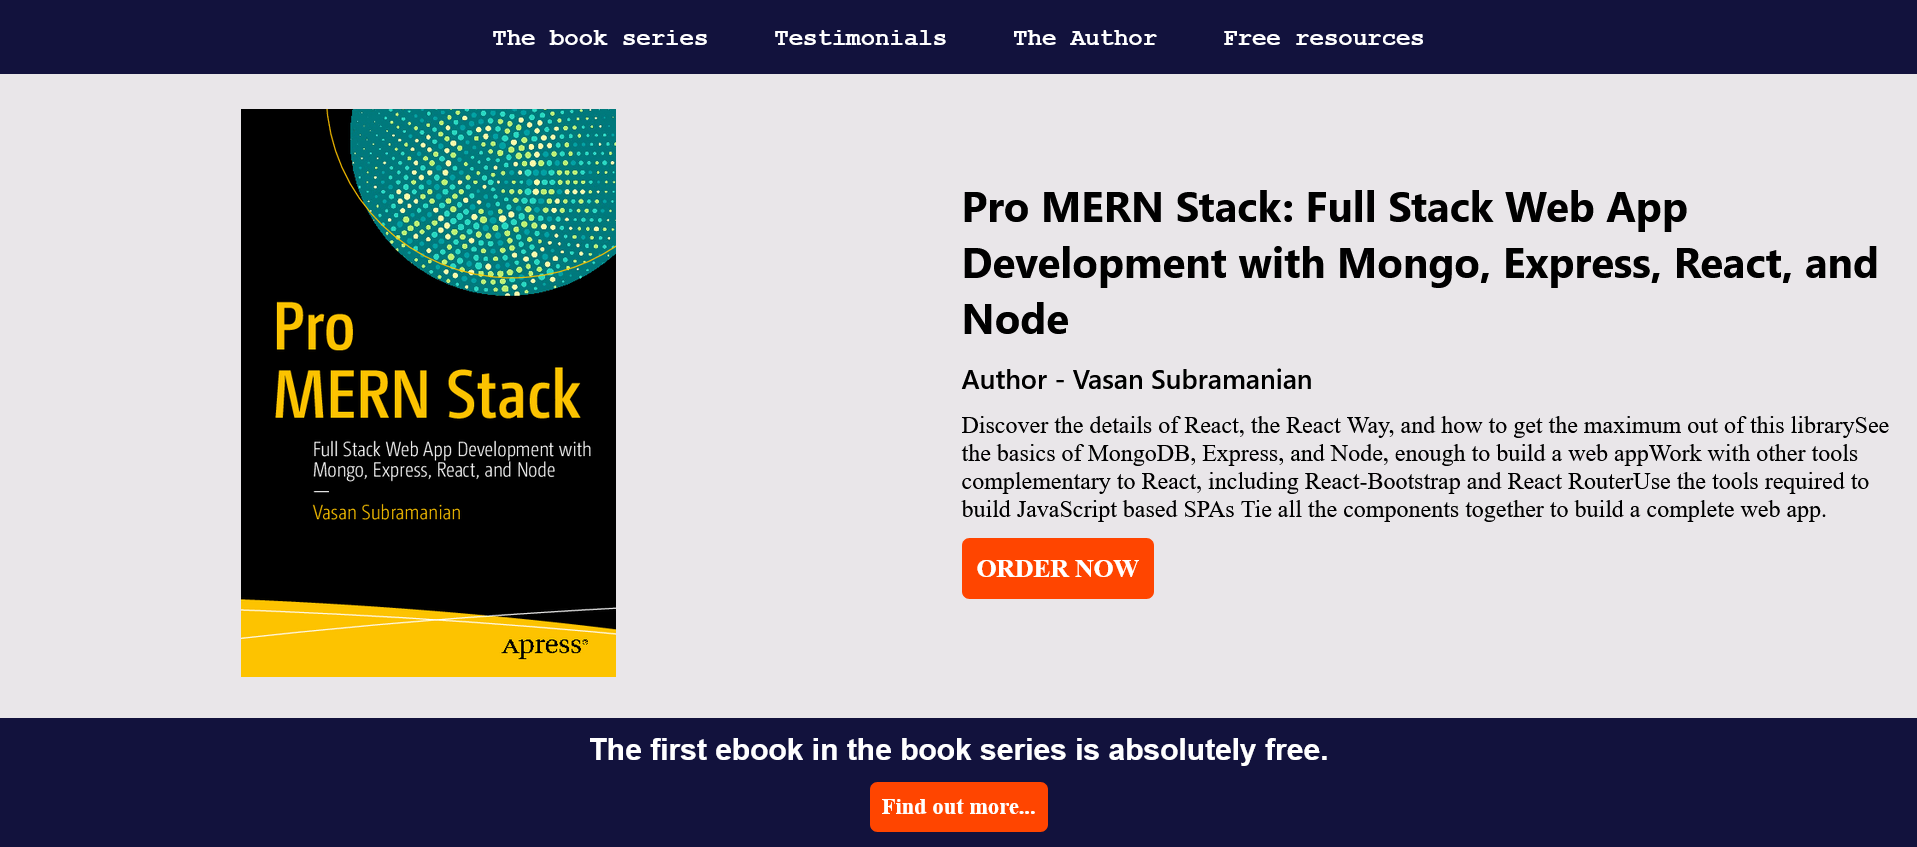 The book series Testimonials The Author Free resources
Pro
MERN Stack
Full Stack Web App Development with
Mongo, Express, React, and Node
—
Vasan Subramanian
Apress®
Pro MERN Stack: Full Stack Web App
Development with Mongo, Express, React, and
Node
Author - Vasan Subramanian
Discover the details of React, the React Way, and how to get the maximum out of this librarySee
the basics of MongoDB, Express, and Node, enough to build a web appWork with other tools
complementary to React, including React-Bootstrap and React RouterUse the tools required to
build JavaScript based SPAs Tie all the components together to build a complete web app.
ORDER NOW
The first ebook in the book series is absolutely free.
Find out more...